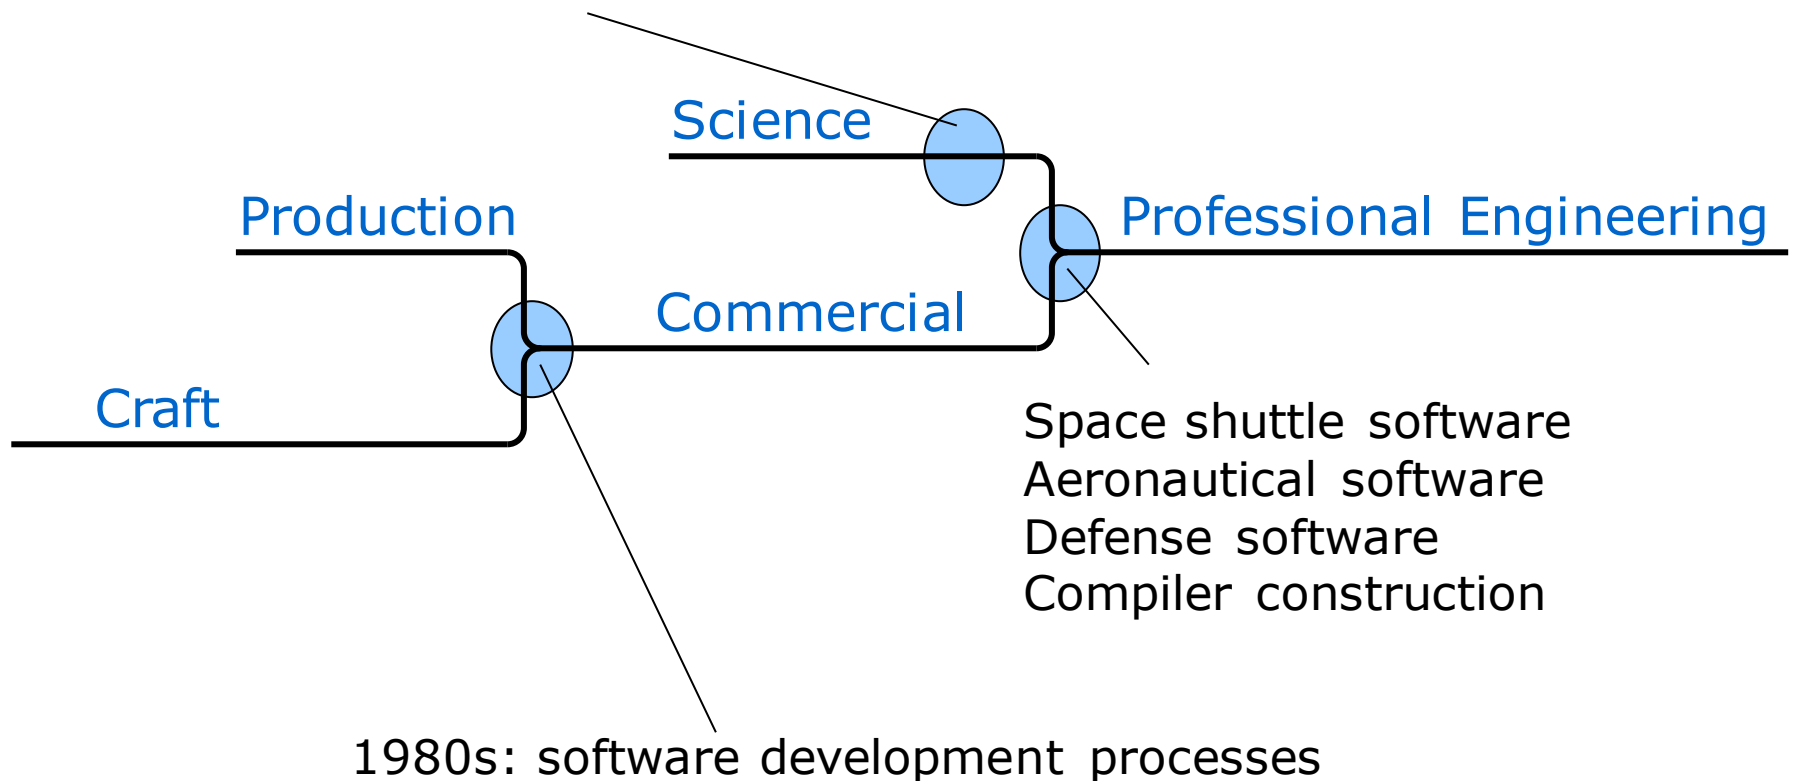 Science
Production
Professional Engineering
Commercial
Craft
Space shuttle software
Aeronautical software
Defense software
Compiler construction
1980s: software development processes